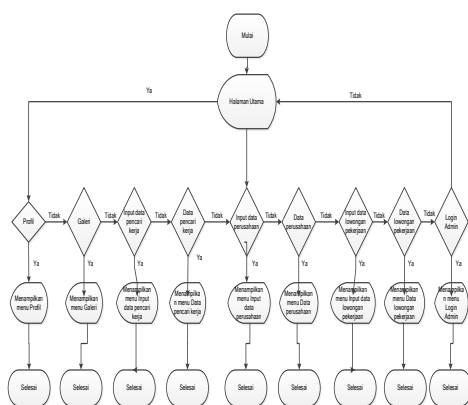 Mulai
Ya
Halaman Utama
Tidak
Profil
Tidak
Galeri
Tidak
Input data
pencari
kerja
Tidak
Data
pencari
kerja
Tidak
Input data
perusahaan
Tidak
Data
perusahaan
Tidak
Input data
lowongan
pekerjaan
Tidak
Data
lowongan
pekerjaan
Tidak
Login
Admin
Ya
Ya
Ya
Ya
Ya
Ya
Ya
Ya
Ya
Menampilkan
menu Profil
Menampilkan
menu Galeri
Menampilkan
menu Input
data pencari
kerja
Menampilka
n menu Data
pencari kerja
Menampilkan
menu Input
data
perusahaan
Menampilkan
menu Data
perusahaan
Menampilkan
menu Input data
lowongan
pekerjaan
Menampilkan
menu Data
lowongan
pekerjaan
Menampilka
n menu
Login
Admin
Selesai
Selesai
Selesai
Selesai
Selesai
Selesai
Selesai
Selesai
Selesai